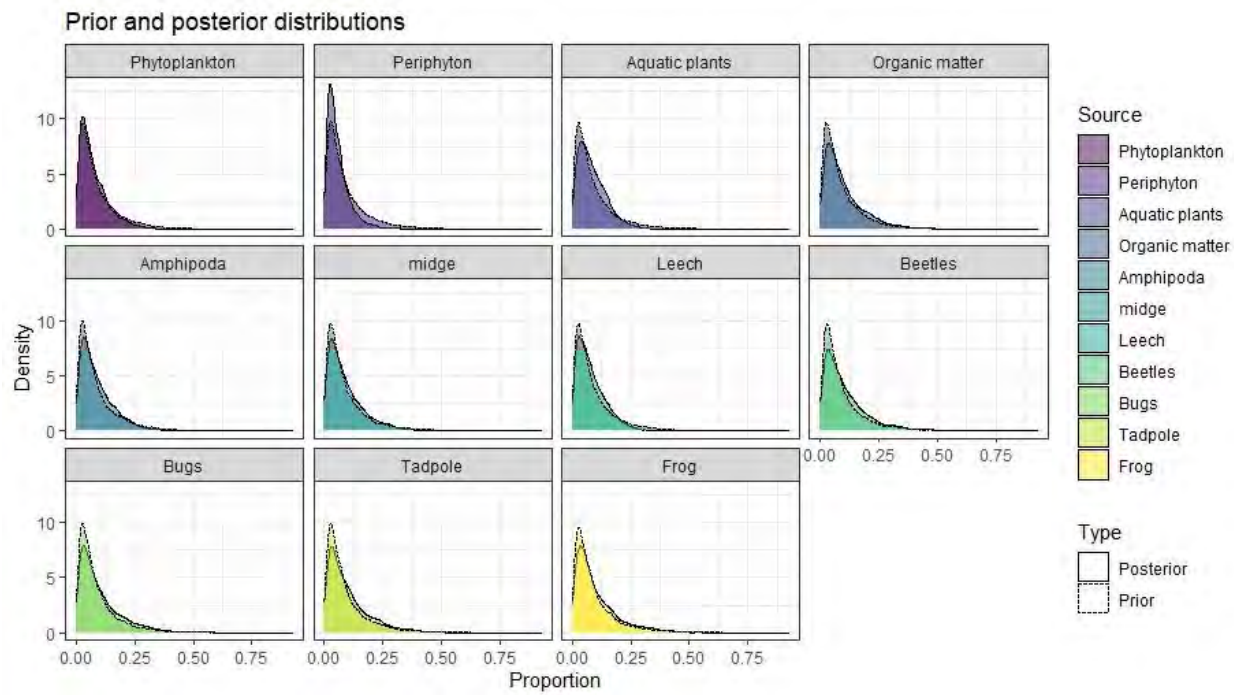 Prior and posterior distributions
Phytoplankton
Periphyton
Aquatic plants
Organic matter
10
5
0
Amphipoda
midge
Leech
Beetles
10
5
0
Bugs
Tadpole
Frog
0.00 0.25 0.50 0.75
10
5
0
0.00 0.25 0.50 0.75
0.00 0.25 0.50 0.75
0.00 0.25 0.50 0.75
Density
Proportion
Source
Phytoplankton
Periphyton
Aquatic plants
Organic matter
Amphipoda
midge
Leech
Beetles
Bugs
Tadpole
Frog
Type
Posterior
Prior